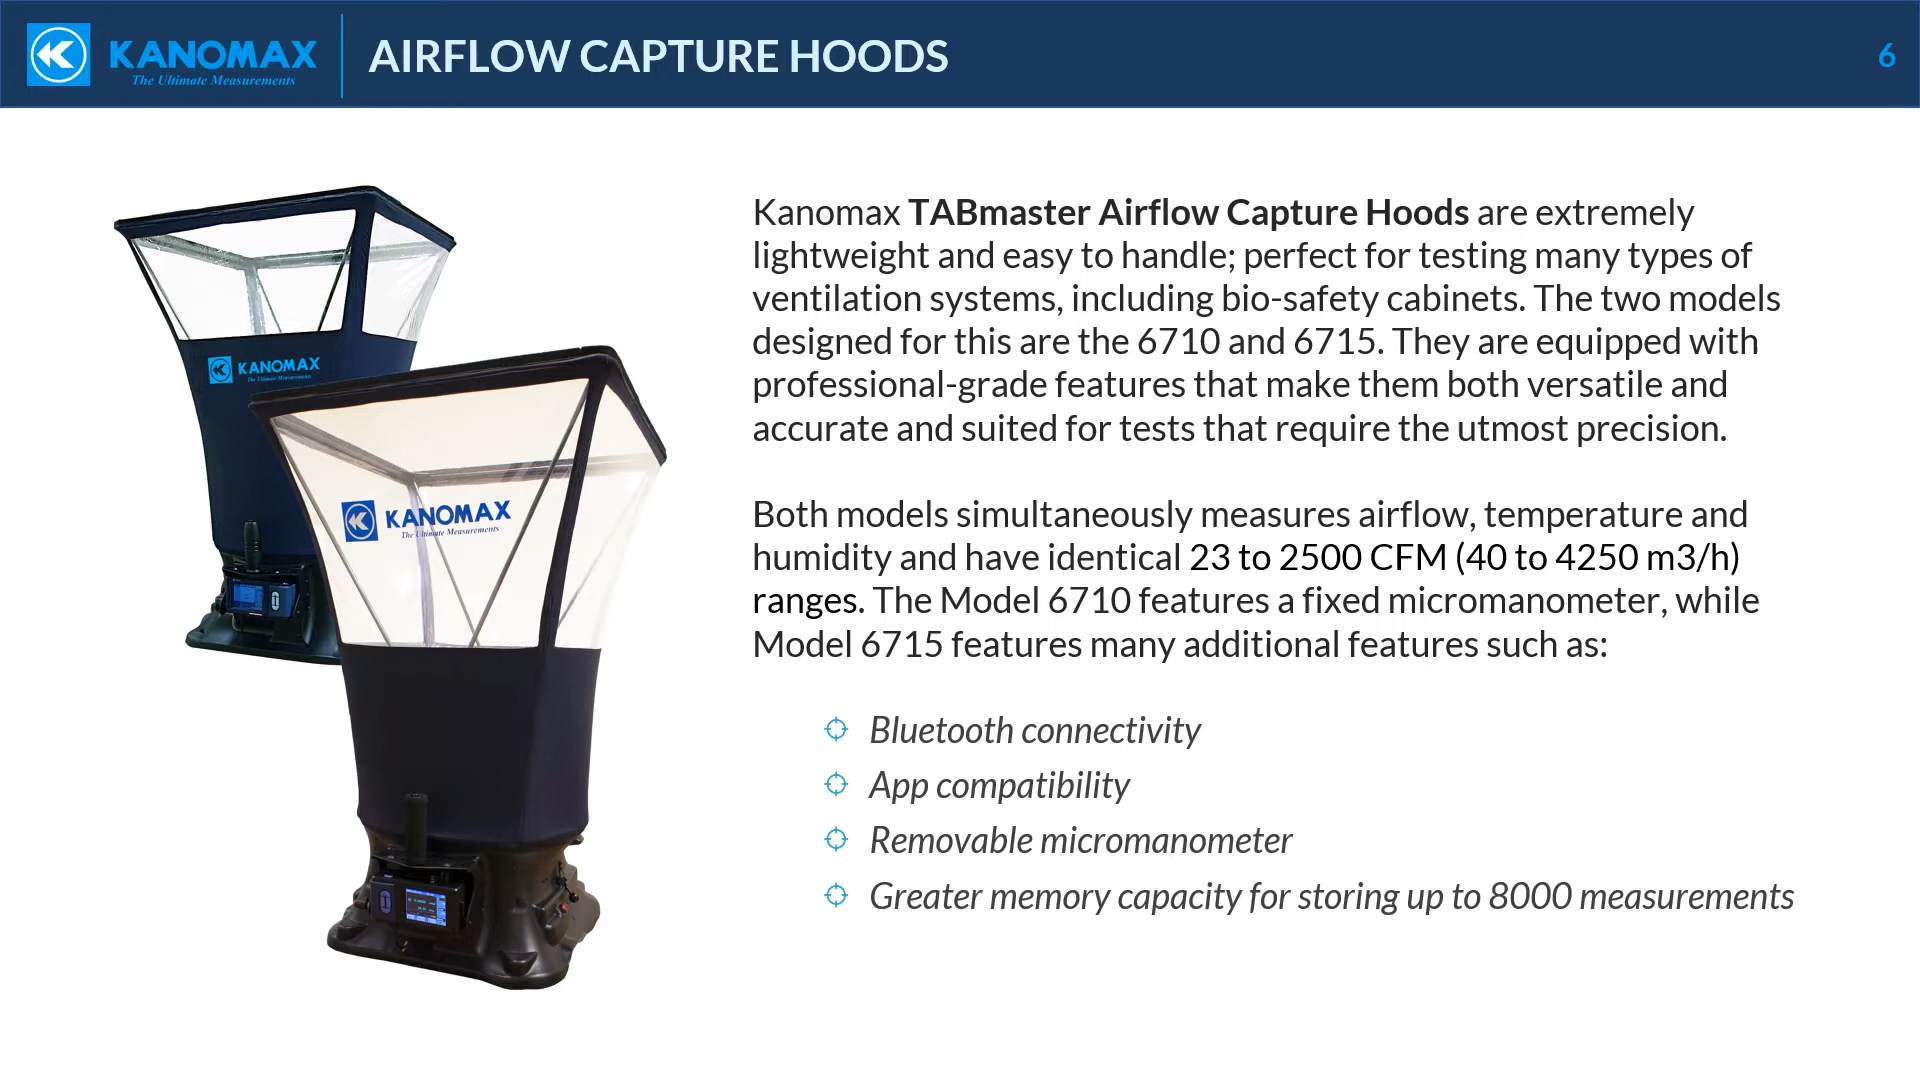 KANOMAX
The Ultimate Measurements
AIRFLOW CAPTURE HOODS
6
KANOMAX
The Ultimate Measurements
KANOMAX
The Ultimate Measurements
Kanomax TABmaster Airflow Capture Hoods are extremely
lightweight and easy to handle; perfect for testing many types of
ventilation systems, including bio-safety cabinets. The two models
designed for this are the 6710 and 6715. They are equipped with
professional-grade features that make them both versatile and
accurate and suited for tests that require the utmost precision.
Both models simultaneously measures airflow, temperature and
humidity and have identical 23 to 2500 CFM (40 to 4250 m3/h)
ranges. The Model 6710 features a fixed micromanometer, while
Model 6715 features many additional features such as:
Bluetooth connectivity
App compatibility
Removable micromanometer
Greater memory capacity for storing up to 8000 measurements